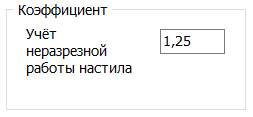 Коэффициент
Учёт
неразрезной
работы настила
1,25